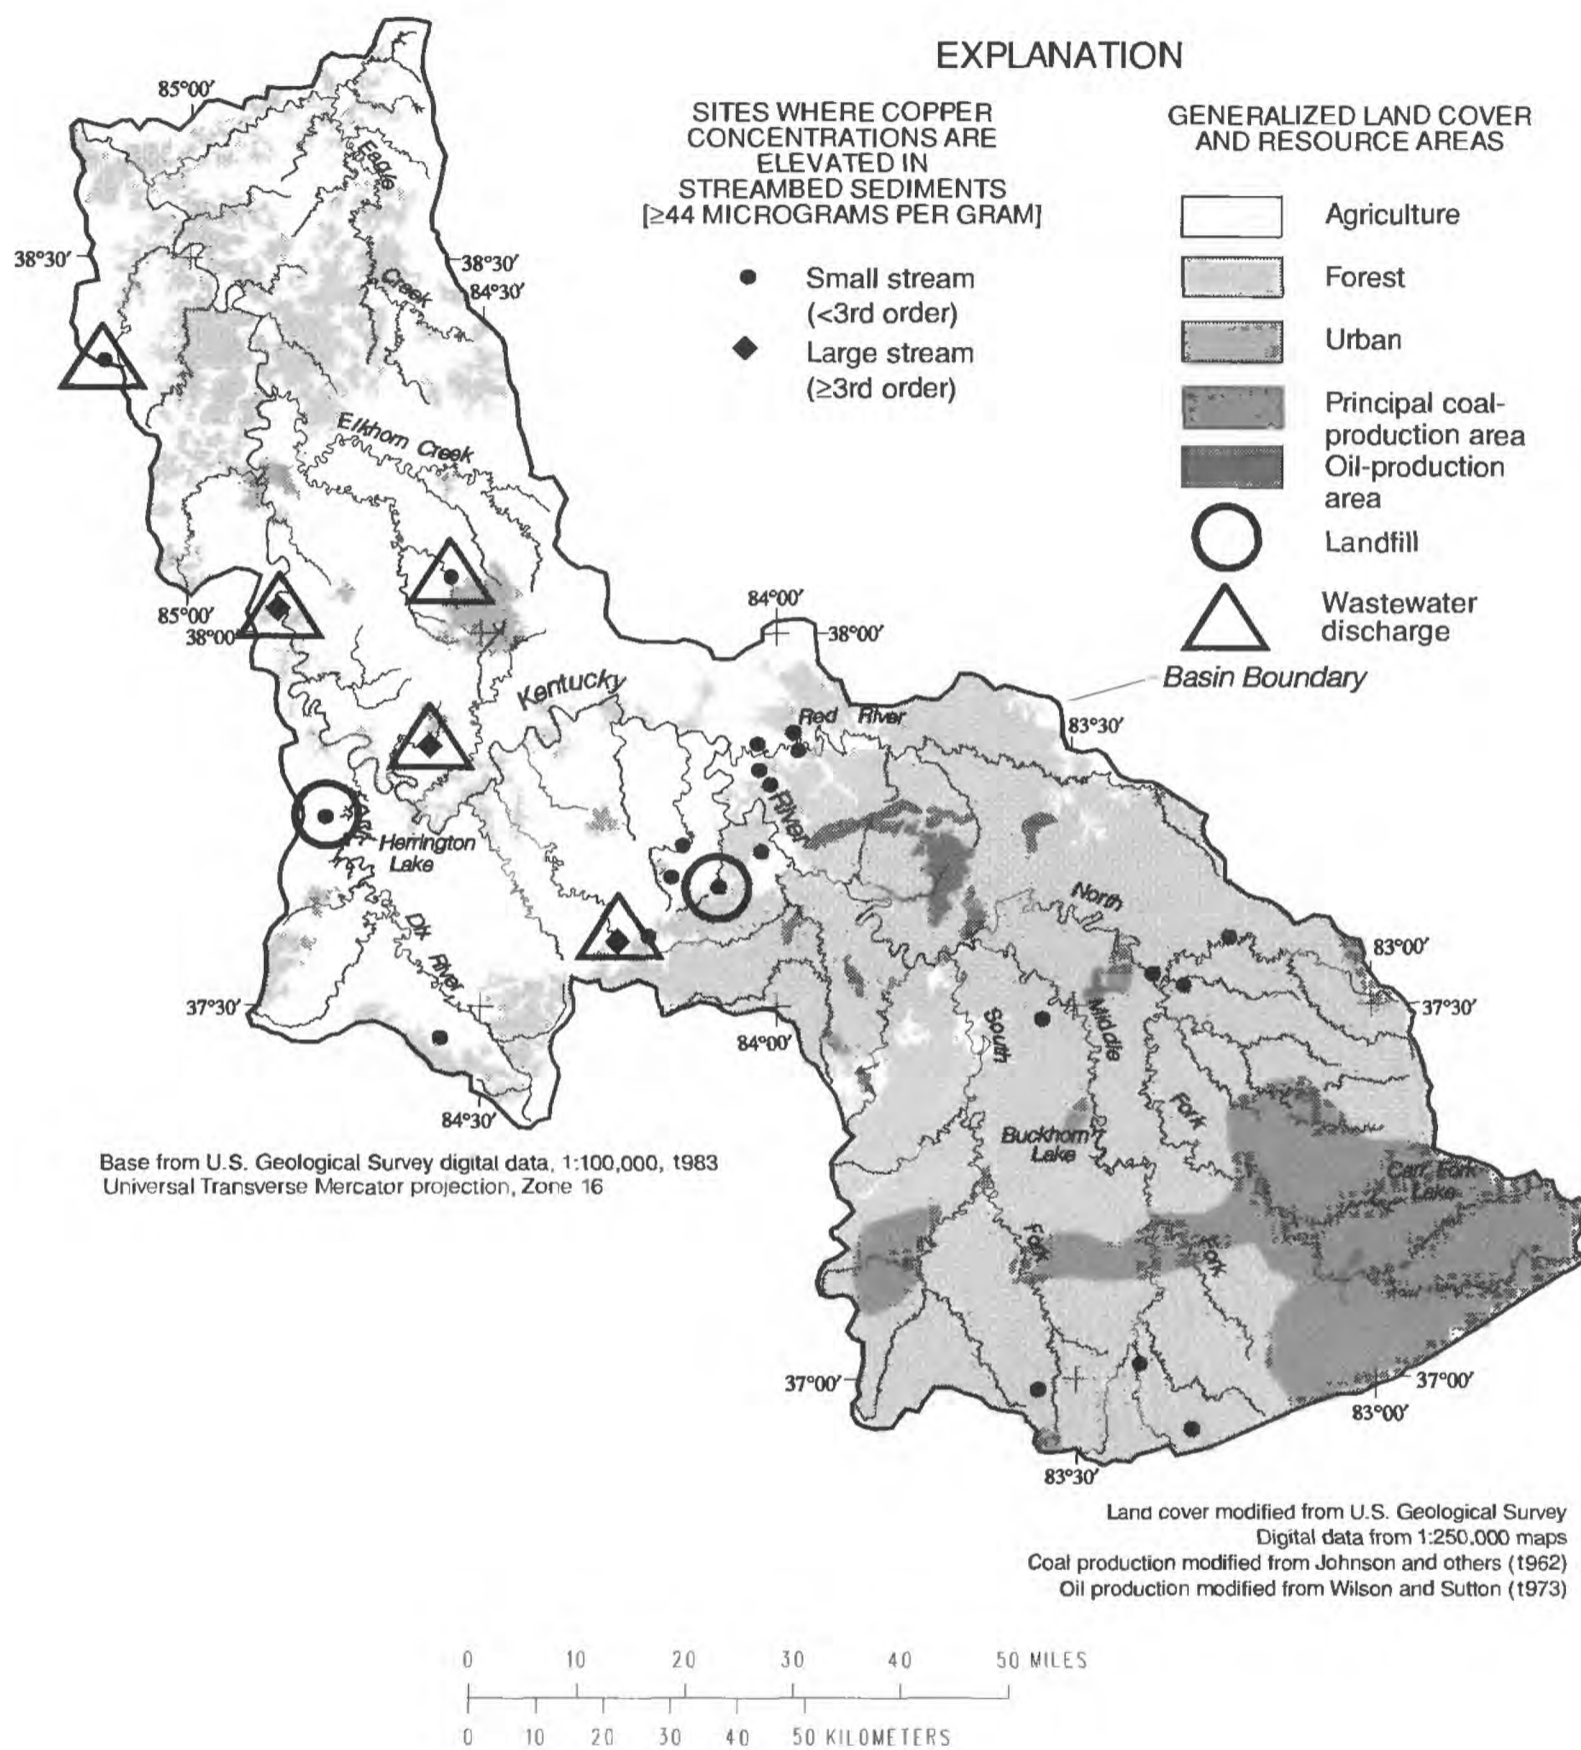 EXPLANATION
SITES WHERE COPPER
CONCENTRATIONS ARE
ELEVATED IN
STREAMBED SEDIMENTS
[≥44 MICROGRAMS PER GRAM]
Small stream
(<3rd order)
Large stream
(≥3rd order)
GENERALIZED LAND COVER
AND RESOURCE AREAS
Agriculture
Forest
Urban
Principal coal-
production area
Oil-production
area
Landfill
Wastewater
discharge
Basin Boundary
85°00′
Eagle
Creek
38°30′
38°30′
84°30′
Elkhorn Creek
85°00′
38°00′
84°00′
38°00′
Kentucky
River
Red River
83°30′
Herrington
Lake
Dix
River
North
Fork
83°00′
37°30′
37°30′
84°00′
South
Fork
Middle
Fork
84°30′
Buckhorn
Lake
Carr Fork
Lake
37°00′
37°00′
83°00′
83°30′
Base from U.S. Geological Survey digital data, 1:100,000, 1983
Universal Transverse Mercator projection, Zone 16
Land cover modified from U.S. Geological Survey
Digital data from 1:250,000 maps
Coal production modified from Johnson and others (1962)
Oil production modified from Wilson and Sutton (1973)
0 10 20 30 40 50 MILES
0 10 20 30 40 50 KILOMETERS